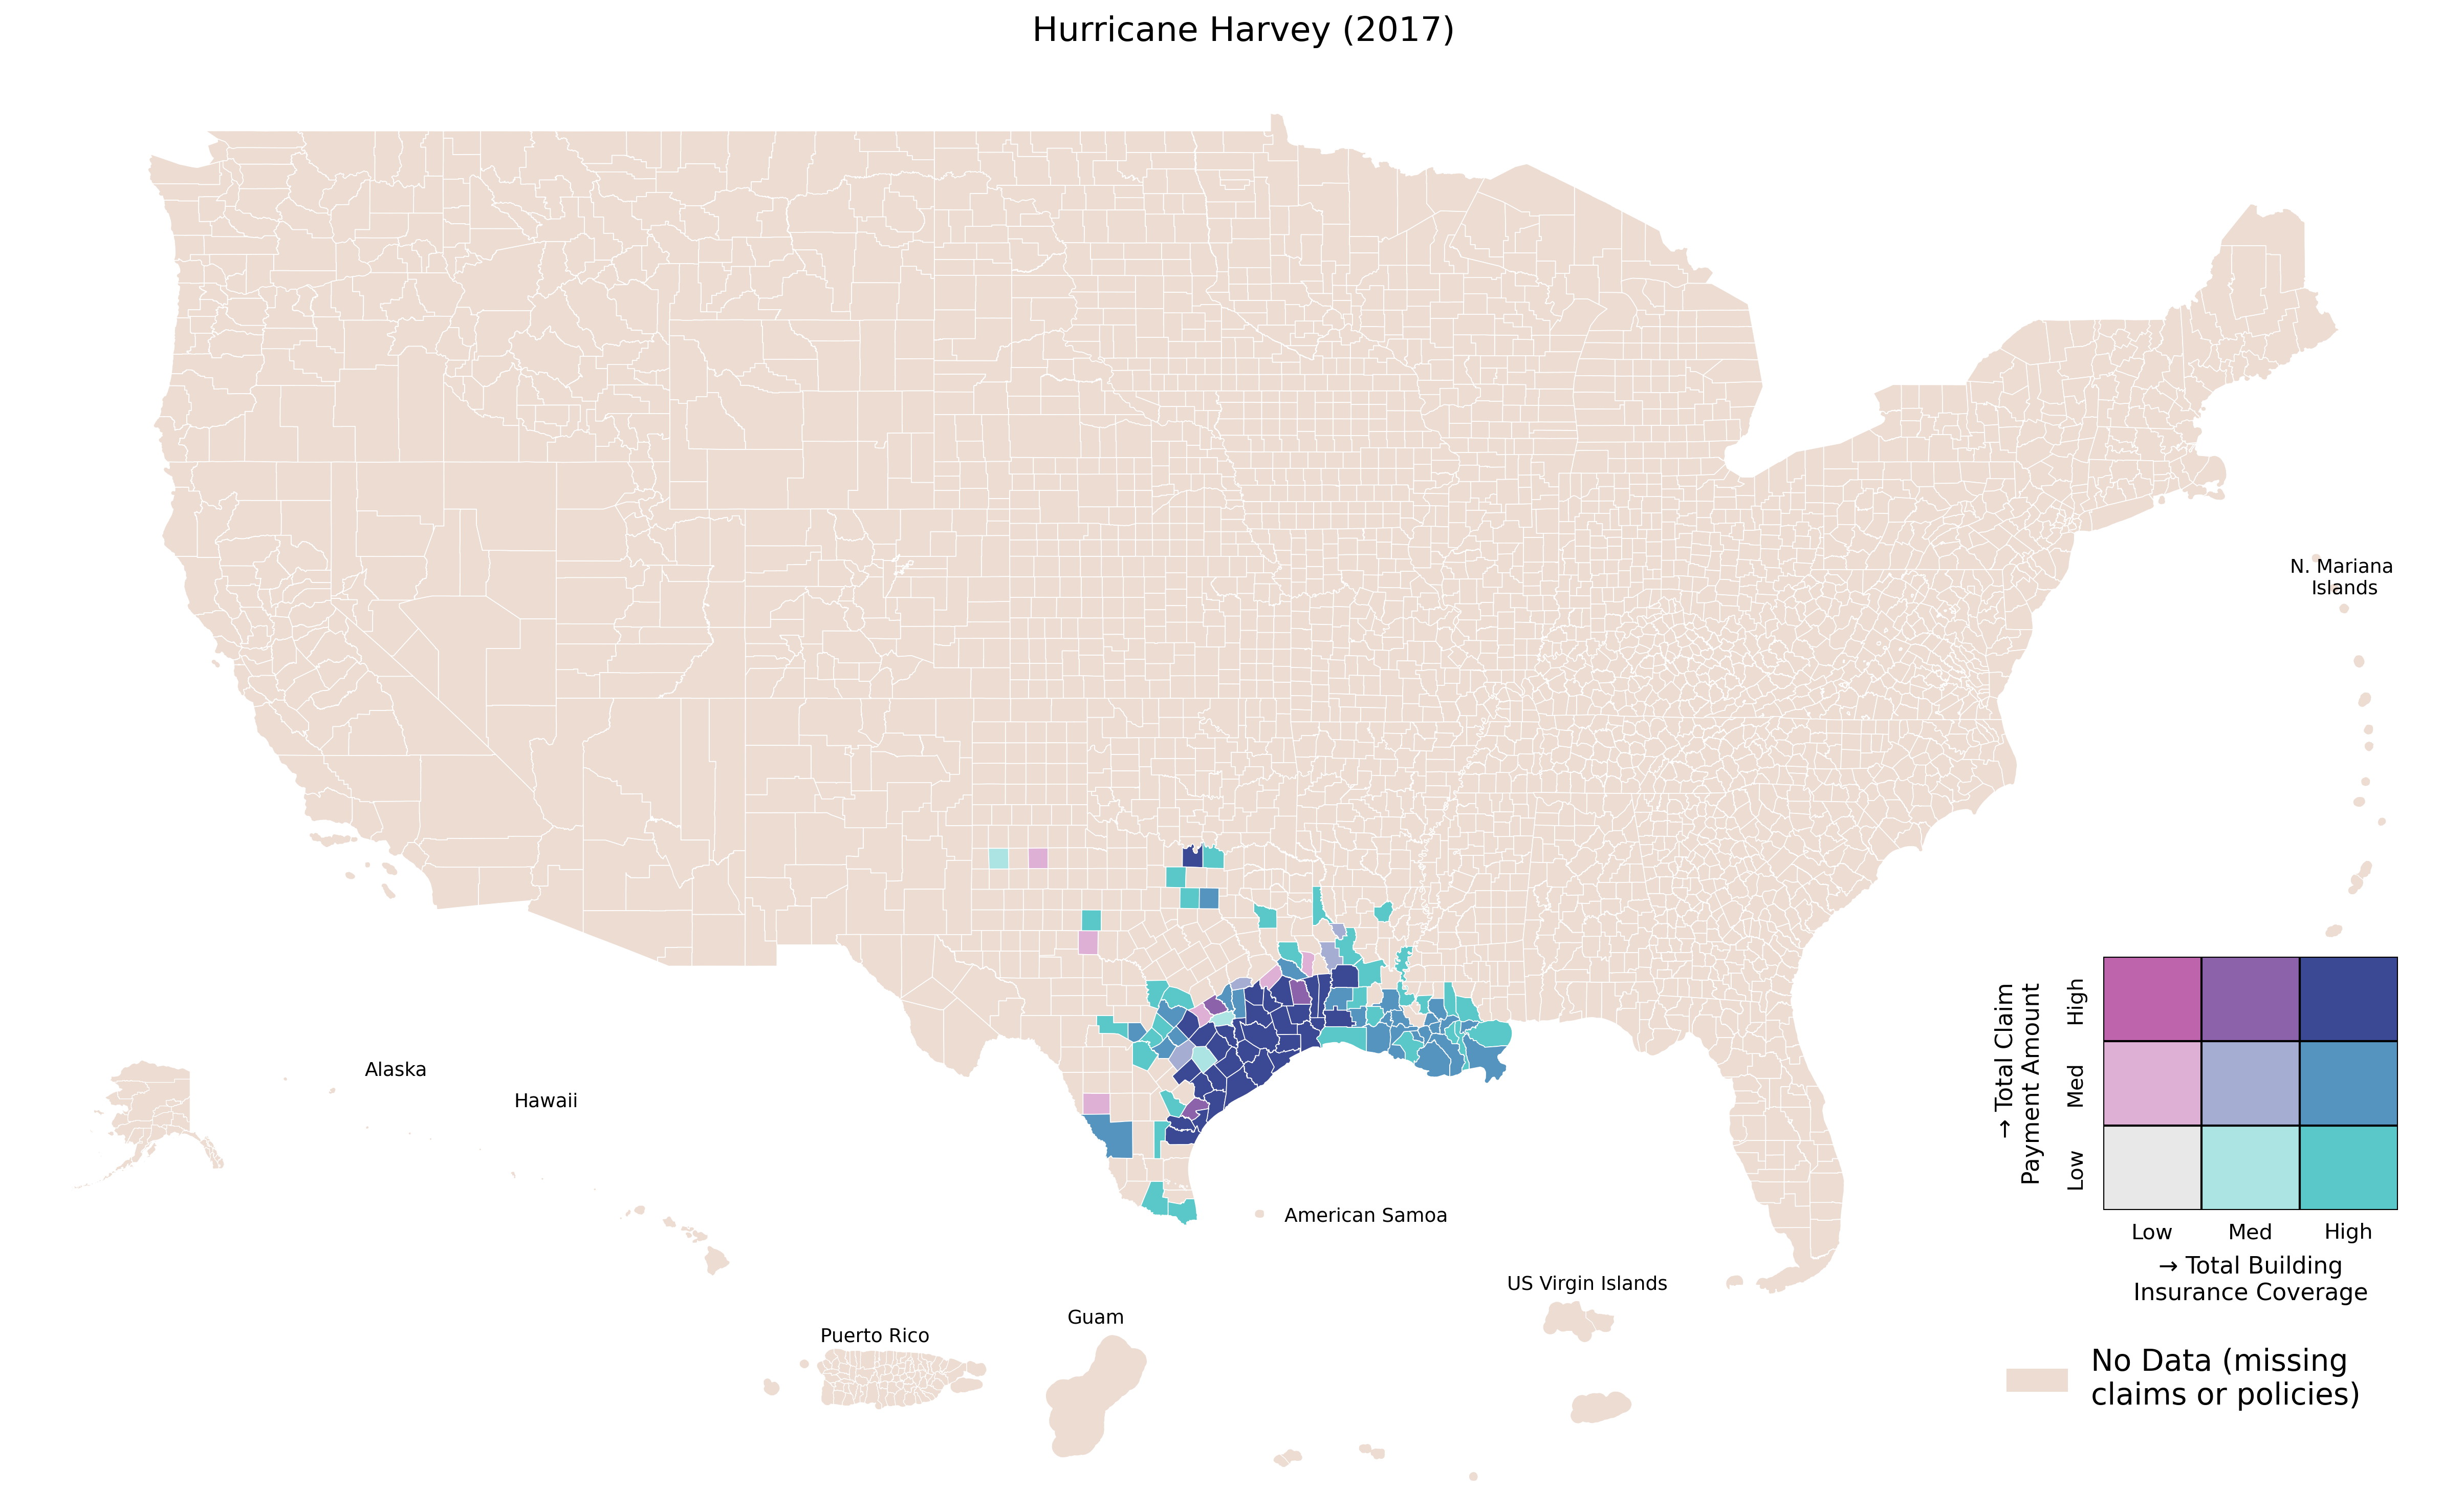 Hurricane Harvey (2017)
N. Mariana
Islands
Alaska
Hawaii
American Samoa
US Virgin Islands
Guam
Puerto Rico
→ Total Claim
Payment Amount
High
Med
Low
Low Med High
→ Total Building
Insurance Coverage
No Data (missing
claims or policies)